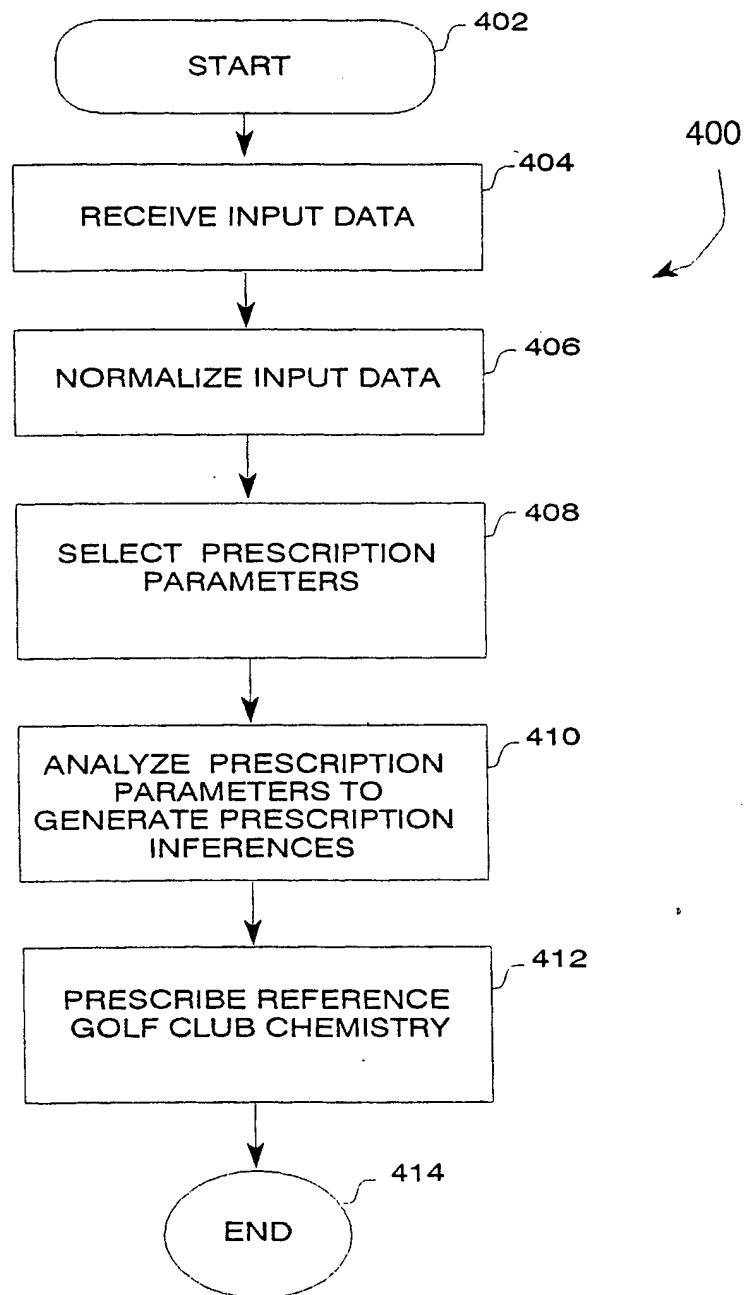 402
START
400
404
RECEIVE INPUT DATA
406
NORMALIZE INPUT DATA
408
SELECT PRESCRIPTION
PARAMETERS
410
ANALYZE PRESCRIPTION
PARAMETERS TO
GENERATE PRESCRIPTION
INFERENCES
412
PRESCRIBE REFERENCE
GOLF CLUB CHEMISTRY
414
END